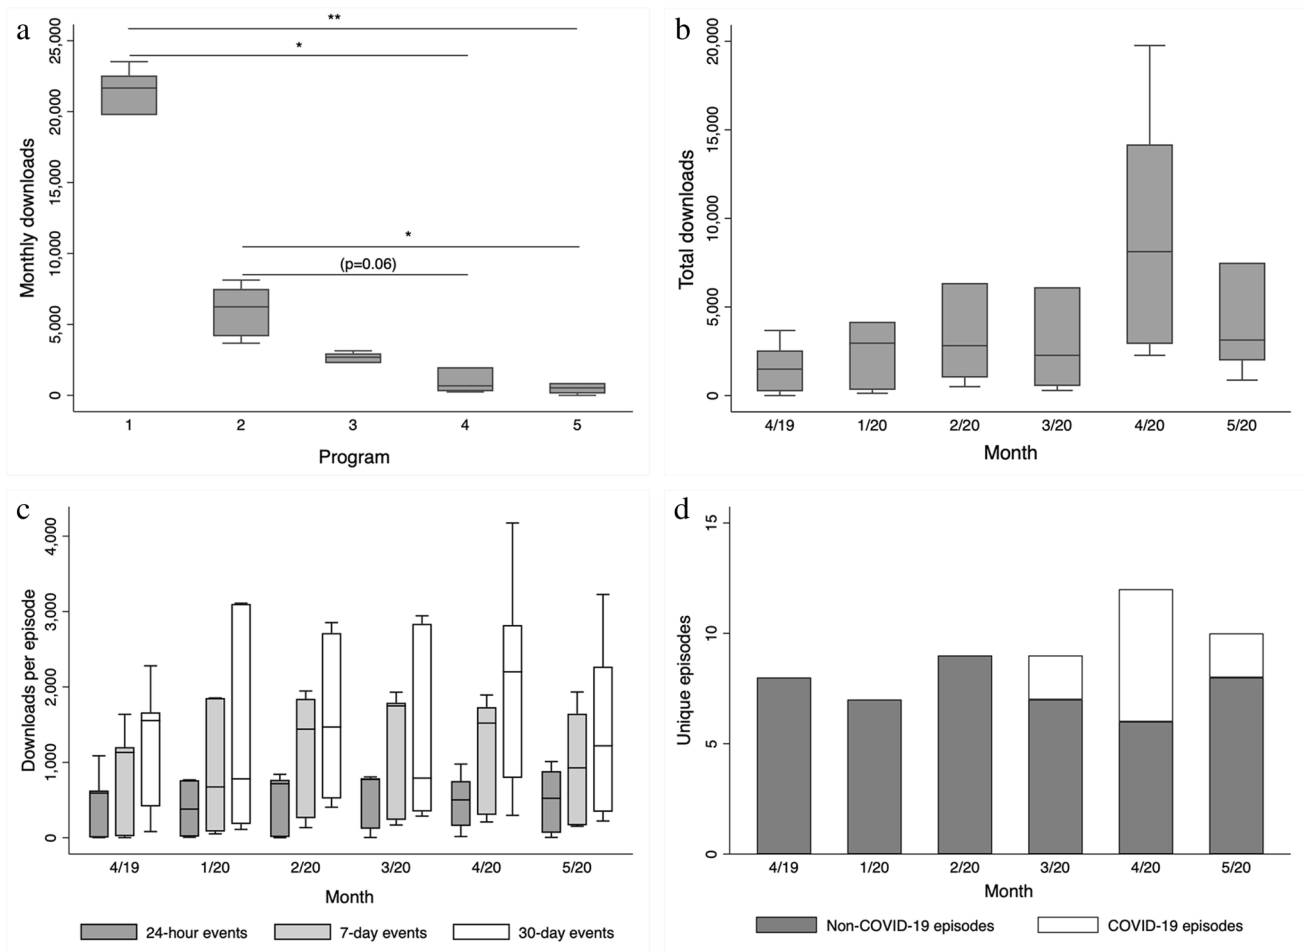 a
**
*
*
(p=0.06)
Monthly downloads
25,000
20,000
15,000
10,000
5,000
0
1 2 3 4 5
Program
b
Total downloads
20,000
15,000
10,000
5,000
0
4/19 1/20 2/20 3/20 4/20 5/20
Month
c
Downloads per episode
4,000
3,000
2,000
1,000
0
4/19 1/20 2/20 3/20 4/20 5/20
Month
24-hour events 7-day events 30-day events
d
Unique episodes
15
10
5
0
4/19 1/20 2/20 3/20 4/20 5/20
Month
Non-COVID-19 episodes COVID-19 episodes